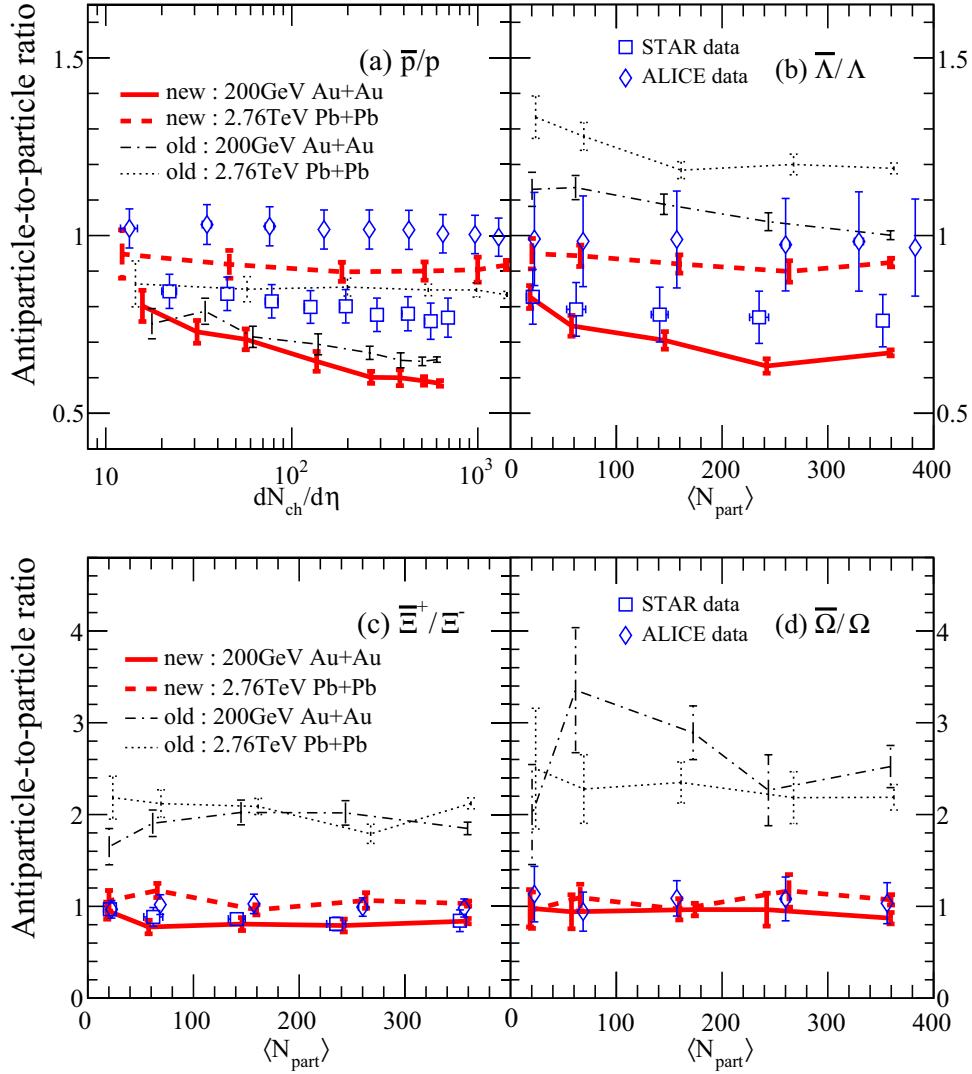 Antiparticle-to-particle ratio
1.5
1
0.5
(a) p̅/p
new : 200GeV Au+Au
new : 2.76TeV Pb+Pb
old : 200GeV Au+Au
old : 2.76TeV Pb+Pb
10 10² 10³
dN_ch/dη
STAR data
ALICE data
(b) Λ̅/Λ
1.5
1
0.5
0 100 200 300 400
⟨N_part⟩
Antiparticle-to-particle ratio
4
3
2
1
0
(c) Ξ̅⁺/Ξ⁻
new : 200GeV Au+Au
new : 2.76TeV Pb+Pb
old : 200GeV Au+Au
old : 2.76TeV Pb+Pb
0 100 200 300
⟨N_part⟩
STAR data
ALICE data
(d) Ω̅/Ω
4
3
2
1
0
0 100 200 300 400
⟨N_part⟩